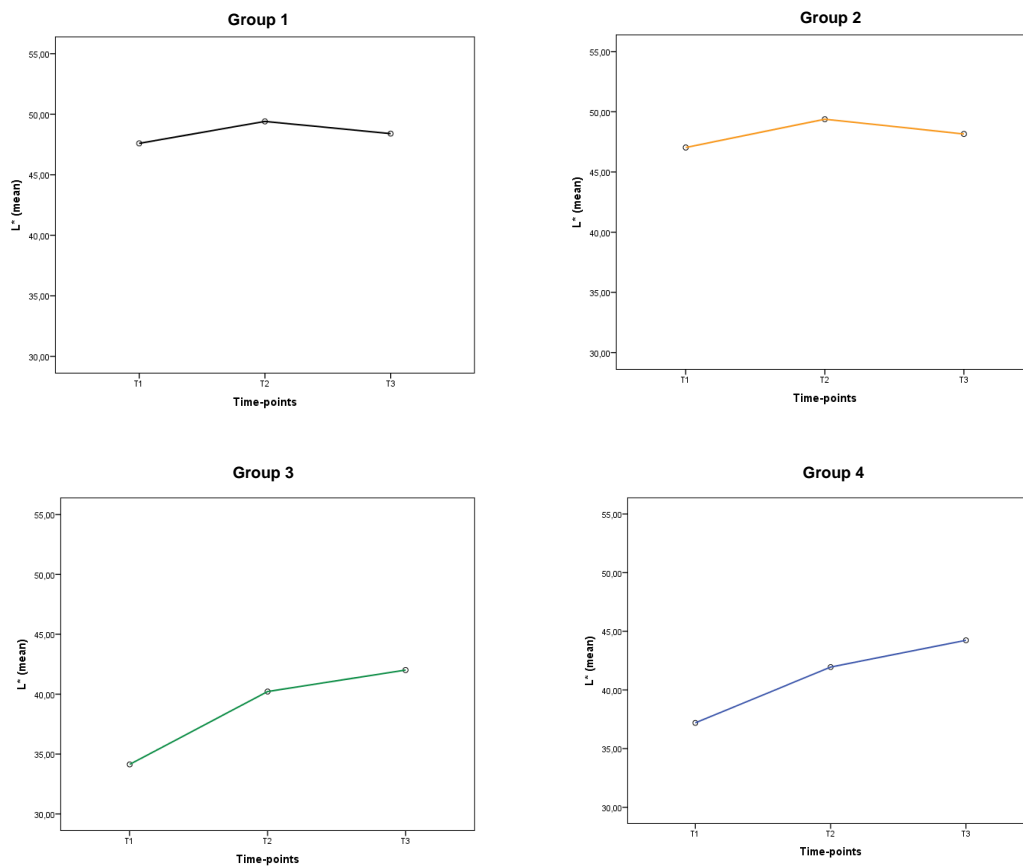 Group 1
55,00
50,00
45,00
40,00
35,00
30,00
L* (mean)
T1 T2 T3
Time-points
Group 2
55,00
50,00
45,00
40,00
35,00
30,00
L* (mean)
T1 T2 T3
Time-points
Group 3
55,00
50,00
45,00
40,00
35,00
30,00
L* (mean)
T1 T2 T3
Time-points
Group 4
55,00
50,00
45,00
40,00
35,00
30,00
L* (mean)
T1 T2 T3
Time-points